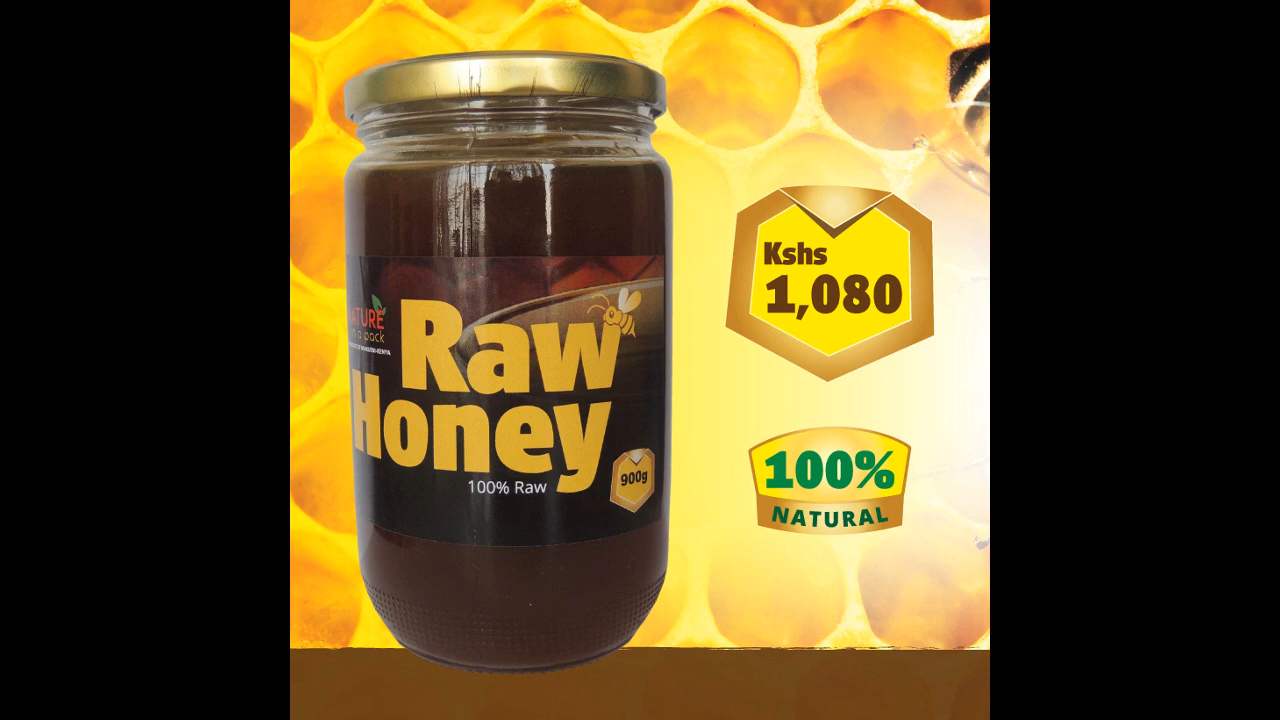 ATURE
a pack
Raw
Honey
100% Raw
900g
Kshs
1,080
100%
NATURAL